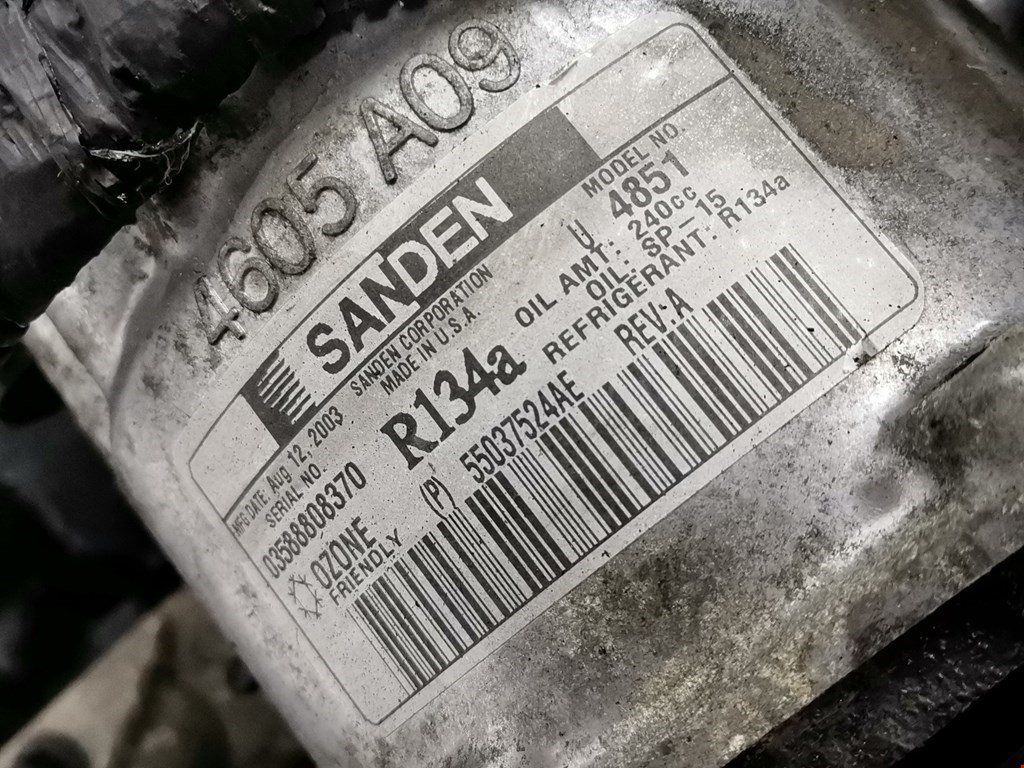 4605 A09
SANDEN
SANDEN CORPORATION
MADE IN U.S.A.
MODEL NO.
U 4851
MFG DATE Aug 12, 2003
SERIAL NO.
03588808370
R134a
OIL AMT: 240cc
OIL: SP-15
REFRIGERANT: R134a
OZONE
FRIENDLY
(P) 55037524AE
REV:A